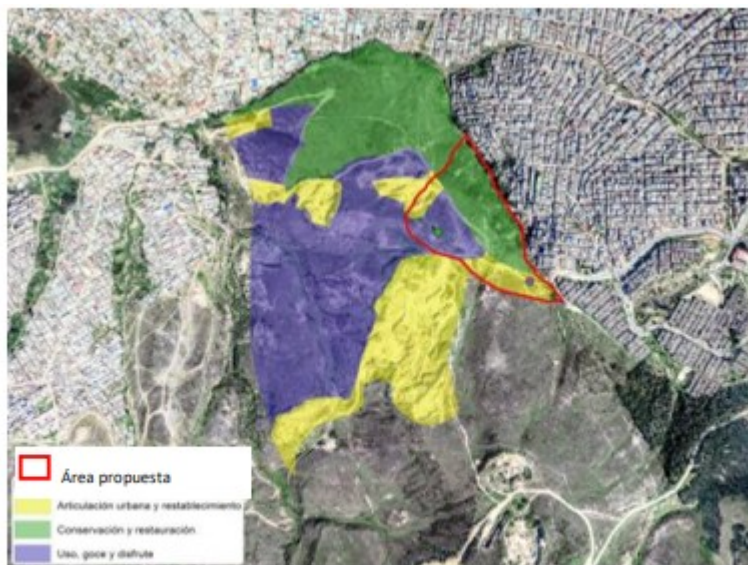 Área propuesta
Articulación urbana y restablecimiento
Conservación y restauración
Uso, goce y disfrute